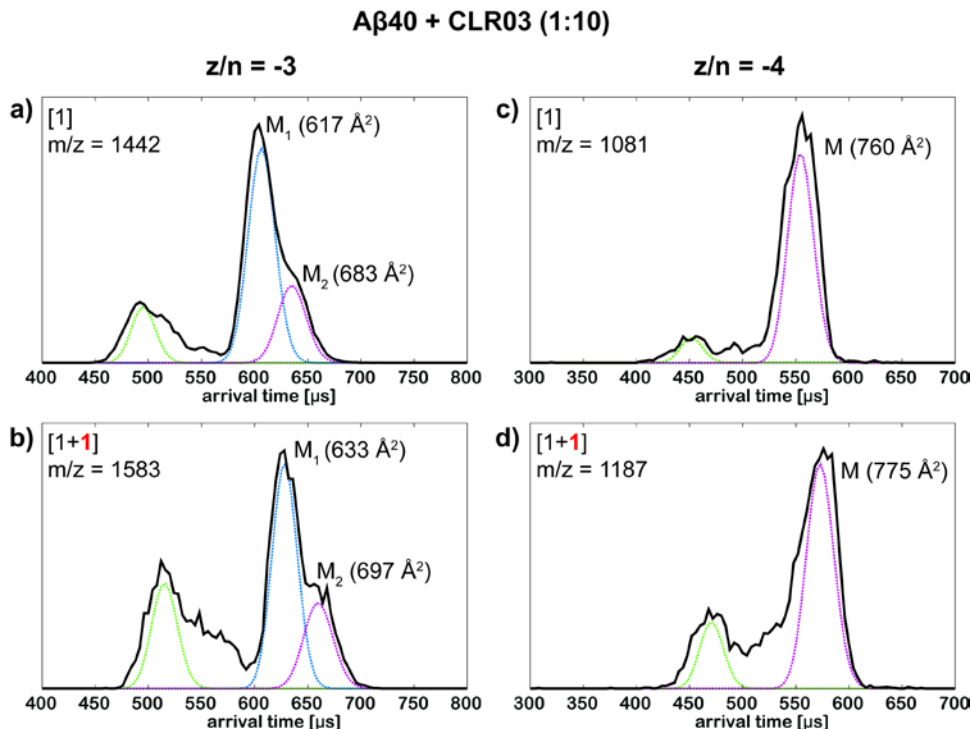 Aβ40 + CLR03 (1:10)
z/n = -3
z/n = -4
a)
[1]
m/z = 1442
M₁ (617 Å²)
M₂ (683 Å²)
400 450 500 550 600 650 700 750 800
arrival time [µs]
c)
[1]
m/z = 1081
M (760 Å²)
300 350 400 450 500 550 600 650 700
arrival time [µs]
b)
[1+1]
m/z = 1583
M₁ (633 Å²)
M₂ (697 Å²)
400 450 500 550 600 650 700 750 800
arrival time [µs]
d)
[1+1]
m/z = 1187
M (775 Å²)
300 350 400 450 500 550 600 650 700
arrival time [µs]